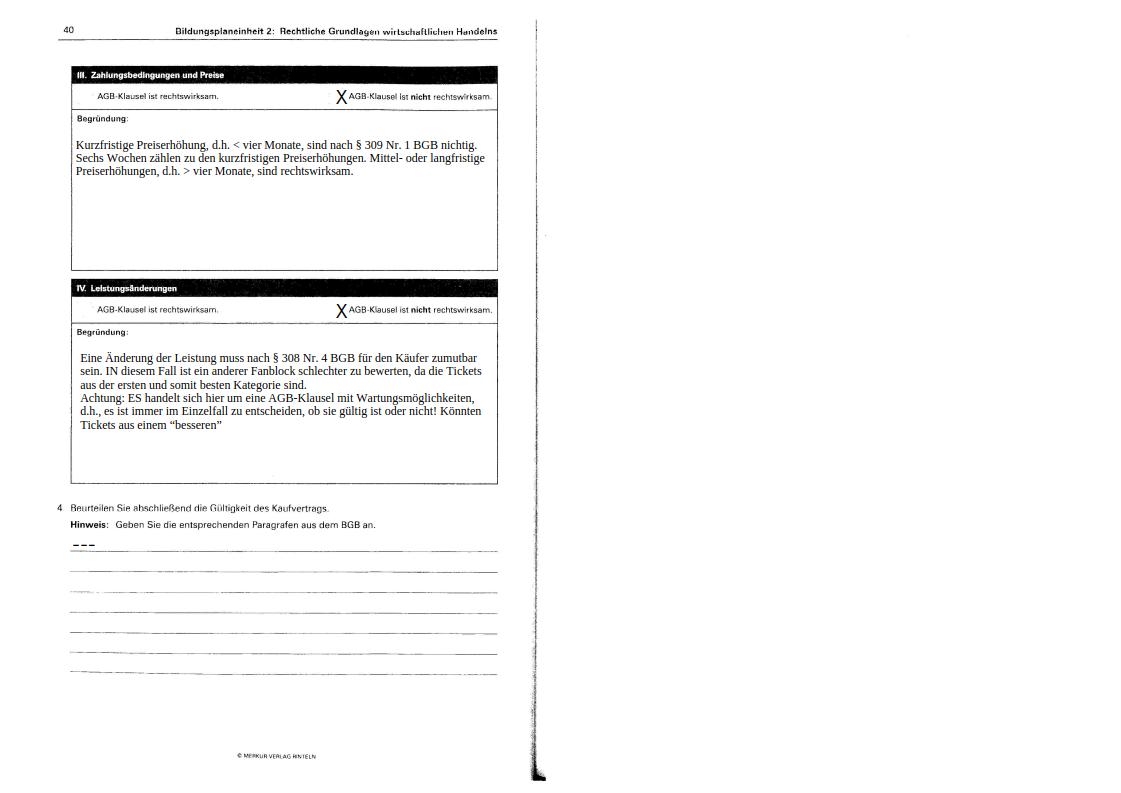 40
Bildungsplaneinheit 2: Rechtliche Grundlagen wirtschaftlichen Handelns
III. Zahlungsbedingungen und Preise
AGB-Klausel ist rechtswirksam. X AGB-Klausel ist nicht rechtswirksam.
Begründung:
Kurzfristige Preiserhöhung, d.h. < vier Monate, sind nach § 309 Nr. 1 BGB nichtig.
Sechs Wochen zählen zu den kurzfristigen Preiserhöhungen. Mittel- oder langfristige
Preiserhöhungen, d.h. > vier Monate, sind rechtswirksam.
IV. Leistungsänderungen
AGB-Klausel ist rechtswirksam. X AGB-Klausel ist nicht rechtswirksam.
Begründung:
Eine Änderung der Leistung muss nach § 308 Nr. 4 BGB für den Käufer zumutbar
sein. IN diesem Fall ist ein anderer Fanblock schlechter zu bewerten, da die Tickets
aus der ersten und somit besten Kategorie sind.
Achtung: ES handelt sich hier um eine AGB-Klausel mit Wartungsmöglichkeiten,
d.h., es ist immer im Einzelfall zu entscheiden, ob sie gültig ist oder nicht! Könnten
Tickets aus einem “besseren”
4 Beurteilen Sie abschließend die Gültigkeit des Kaufvertrags.
Hinweis: Geben Sie die entsprechenden Paragrafen aus dem BGB an.
---
© MERKUR VERLAG RINTELN